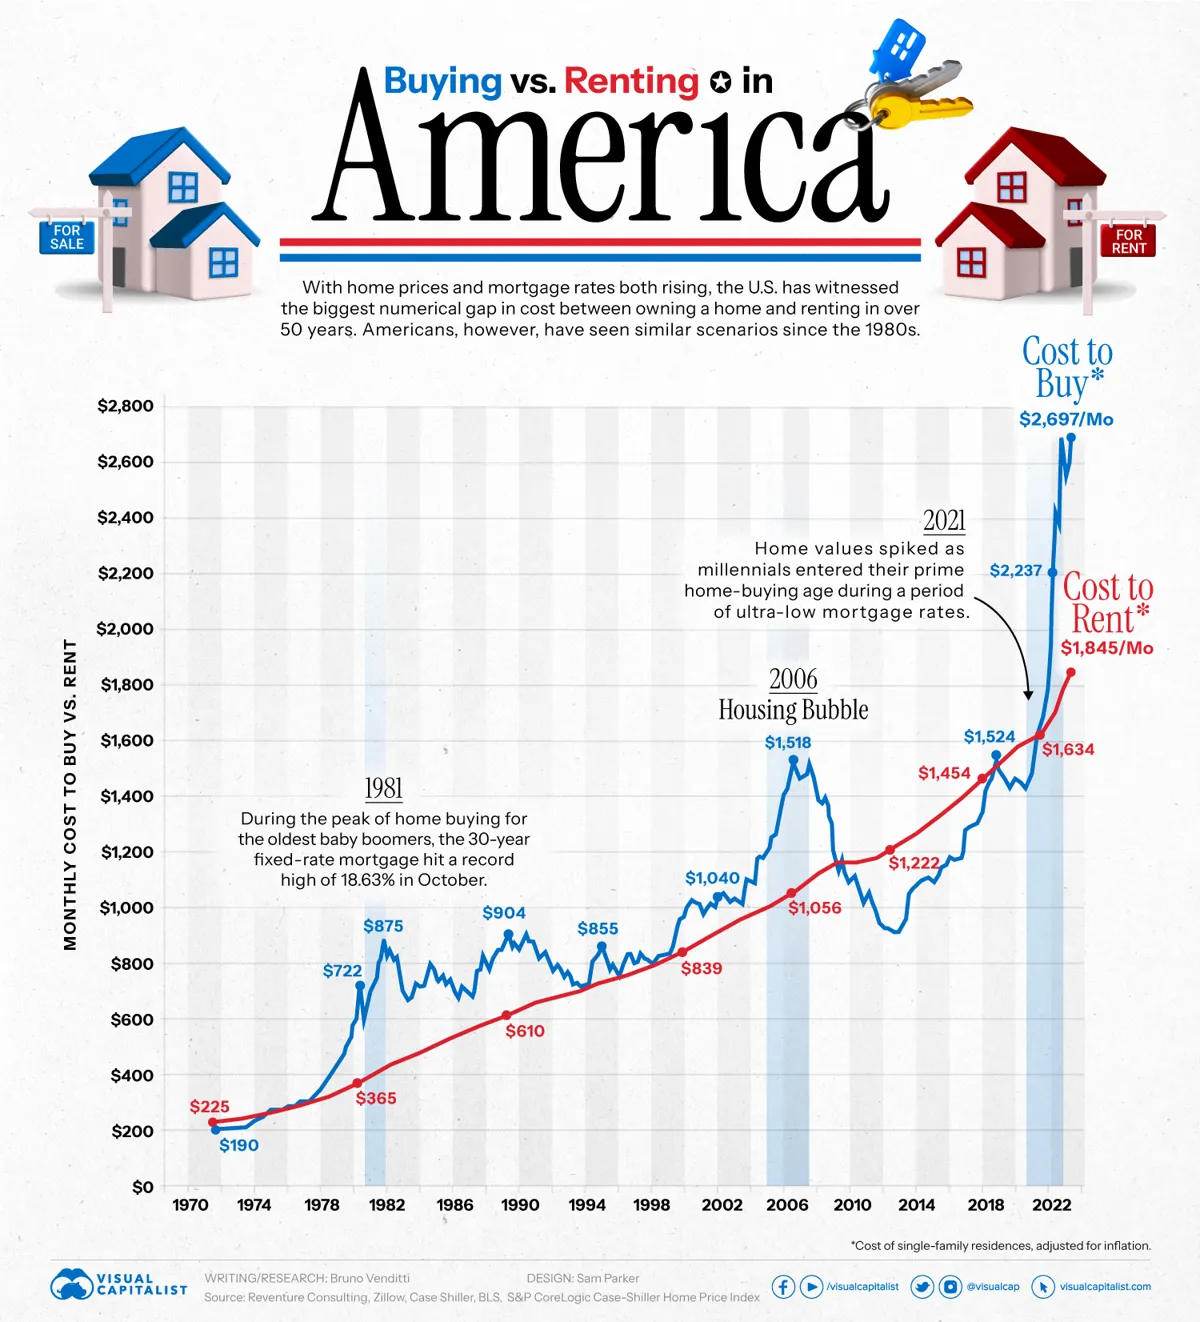 Buying vs. Renting in
America
FOR
SALE
FOR
RENT
With home prices and mortgage rates both rising, the U.S. has witnessed
the biggest numerical gap in cost between owning a home and renting in over
50 years. Americans, however, have seen similar scenarios since the 1980s.
Cost to
Buy*
$2,697/Mo
$2,800
$2,600
$2,400
$2,200
$2,000
$1,800
$1,600
$1,400
$1,200
$1,000
$800
$600
$400
$200
$0
MONTHLY COST TO BUY VS. RENT
2021
Home values spiked as
millennials entered their prime
home-buying age during a period
of ultra-low mortgage rates.
$2,237
Cost to
Rent*
$1,845/Mo
2006
Housing Bubble
$1,518
$1,524
$1,634
$1,454
1981
During the peak of home buying for
the oldest baby boomers, the 30-year
fixed-rate mortgage hit a record
high of 18.63% in October.
$1,222
$1,040
$1,056
$875
$904
$855
$722
$839
$610
$365
$225
$190
1970
1974
1978
1982
1986
1990
1994
1998
2002
2006
2010
2014
2018
2022
*Cost of single-family residences, adjusted for inflation.
VISUAL
CAPITALIST
WRITING/RESEARCH: Bruno Venditti
DESIGN: Sam Parker
Source: Reventure Consulting, Zillow, Case Shiller, BLS, S&P CoreLogic Case-Shiller Home Price Index
/visualcapitalist
@visualcap
visualcapitalist.com